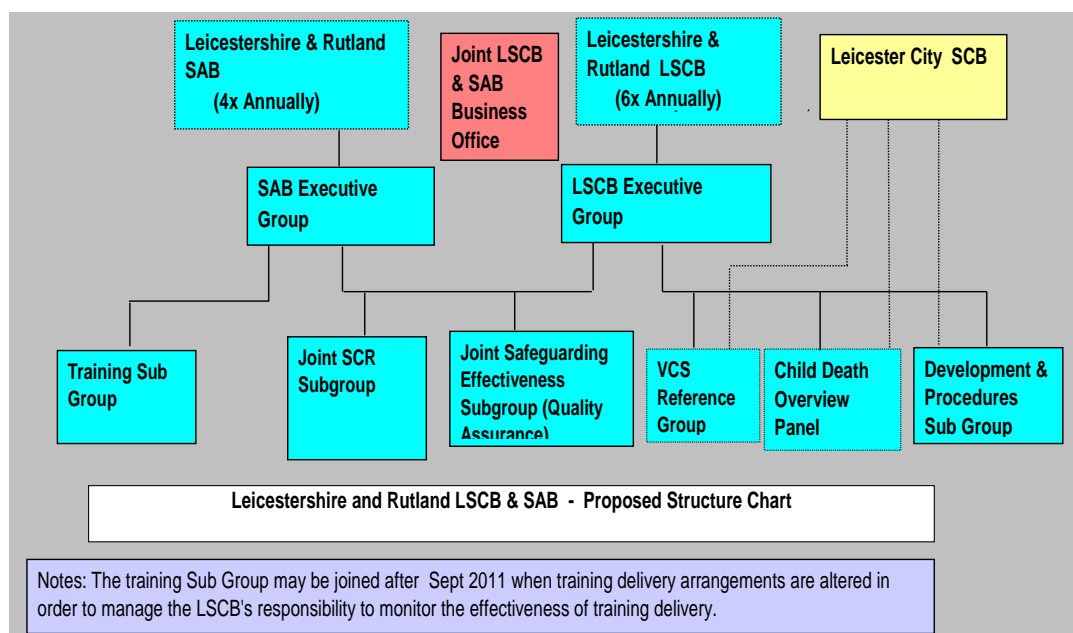 Leicestershire & Rutland
SAB
(4x Annually)
Joint LSCB
& SAB
Business
Office
Leicestershire &
Rutland LSCB
(6x Annually)
Leicester City SCB
SAB Executive
Group
LSCB Executive
Group
Training Sub
Group
Joint SCR
Subgroup
Joint Safeguarding
Effectiveness
Subgroup (Quality
Assurance)
VCS
Reference
Group
Child Death
Overview
Panel
Development &
Procedures
Sub Group
Leicestershire and Rutland LSCB & SAB - Proposed Structure Chart
Notes: The training Sub Group may be joined after Sept 2011 when training delivery arrangements are altered in
order to manage the LSCB's responsibility to monitor the effectiveness of training delivery.